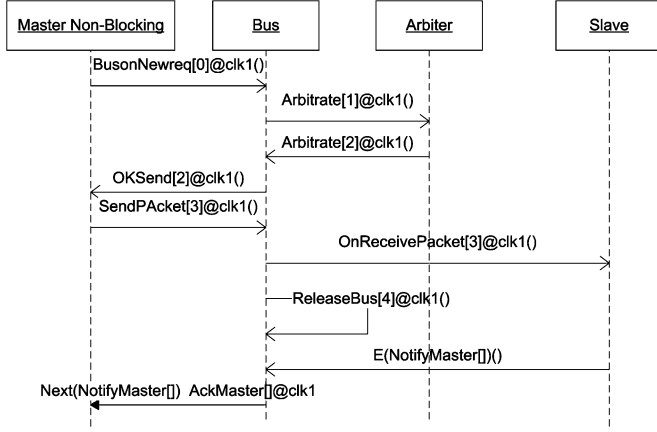 Master Non-Blocking Bus Arbiter Slave
BusonNewreq[0]@clk1()
Arbitrate[1]@clk1()
Arbitrate[2]@clk1()
OKSend[2]@clk1()
SendPAcket[3]@clk1()
OnReceivePacket[3]@clk1()
ReleaseBus[4]@clk1()
E(NotifyMaster[])()
Next(NotifyMaster[]) AckMaster[]@clk1